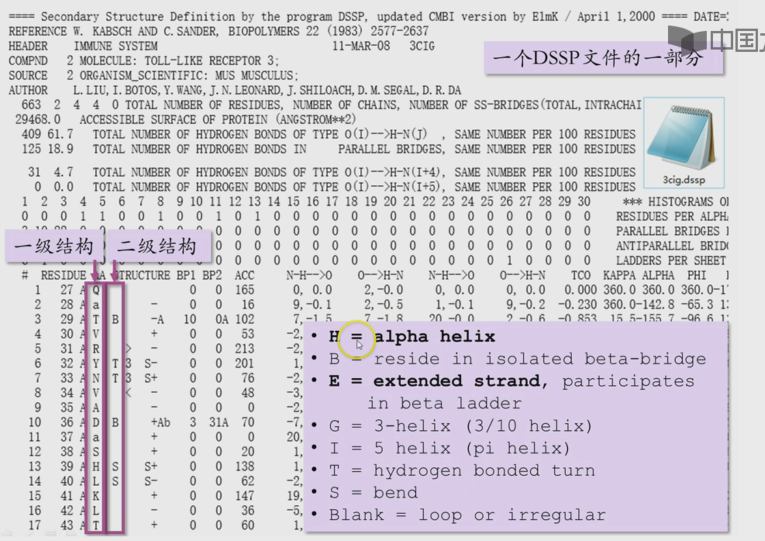 ==== Secondary Structure Definition by the program DSSP, updated CMBI version by ElmK / April 1,2000 ==== DATE=
REFERENCE W. KABSCH AND C.SANDER, BIOPOLYMERS 22 (1983) 2577-2637
HEADER IMMUNE SYSTEM 11-MAR-08 3CIG
中国
一个DSSP文件的一部分
COMPND 2 MOLECULE: TOLL-LIKE RECEPTOR 3;
SOURCE 2 ORGANISM_SCIENTIFIC: MUS MUSCULUS;
AUTHOR L.LIU, I.BOTOS, Y.WANG, J.N.LEONARD, J.SHILOACH, D.M.SEGAL, D.R.DA
663 2 4 4 0 TOTAL NUMBER OF RESIDUES, NUMBER OF CHAINS, NUMBER OF SS-BRIDGES(TOTAL, INTRACHAI
29468.0 ACCESSIBLE SURFACE OF PROTEIN (ANGSTROM**2)
409 61.7 TOTAL NUMBER OF HYDROGEN BONDS OF TYPE O(I)-->H-N(J) , SAME NUMBER PER 100 RESIDUES
125 18.9 TOTAL NUMBER OF HYDROGEN BONDS IN PARALLEL BRIDGES, SAME NUMBER PER 100 RESIDUES
31 4.7 TOTAL NUMBER OF HYDROGEN BONDS OF TYPE O(I)-->H-N(I+4), SAME NUMBER PER 100 RESIDUES
0 0.0 TOTAL NUMBER OF HYDROGEN BONDS OF TYPE O(I)-->H-N(I+5), SAME NUMBER PER 100 RESIDUES
3cig.dssp
1 2 3 4 5 6 7 8 9 10 11 12 13 14 15 16 17 18 19 20 21 22 23 24 25 26 27 28 29 30 *** HISTOGRAMS O
0 0 0 1 1 0 0 1 0 1 0 1 0 0 0 0 0 0 0 0 0 0 0 0 0 0 0 0 0 0 RESIDUES PER ALPH
PARALLEL BRIDGES
ANTIPARALLEL BRID
LADDERS PER SHEET
一级结构
二级结构
# RESIDUE AA STRUCTURE BP1 BP2 ACC N-H-->O O-->H-N N-H-->O O-->H-N TCO KAPPA ALPHA PHI
1 27 A Q 0 0 165 0, 0.0 2,-0.0 0, 0.0 0, 0.0 0.000 360.0 360.0 360.0
2 28 A a - 0 0 16 9,-0.1 2,-0.5 1,-0.1 9,-0.2 -0.230 360.0-142.8 -65.3
3 29 A T B -A 10 0A 102 7,-1.5 7,-1.8
4 30 A V + 0 0 53 -2,
5 31 A R > - 0 0 213 -2,
6 32 A Y T 3 S- 0 0 201 1,
7 33 A N T 3 S+ 0 0 76 -2,
8 34 A V < - 0 0 48 -3,
9 35 A A - 0 0 0 -2,
10 36 A D B +Ab 3 31A 70 -7,
11 37 A a + 0 0 0 20,
12 38 A S + 0 0 20 1,
13 39 A H S S+ 0 0 138 1,
14 40 A L S S- 0 0 62 -2,
15 41 A K + 0 0 147 19,
16 42 A L - 0 0 36 -5,
17 43 A T + 0 0 60 1,
• H = alpha helix
• B = reside in isolated beta-bridge
• E = extended strand, participates
in beta ladder
• G = 3-helix (3/10 helix)
• I = 5 helix (pi helix)
• T = hydrogen bonded turn
• S = bend
• Blank = loop or irregular